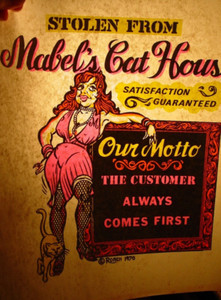 STOLEN FROM
Mabel's Cat Hous
SATISFACTION
GUARANTEED
Our Motto
THE CUSTOMER
ALWAYS
COMES FIRST